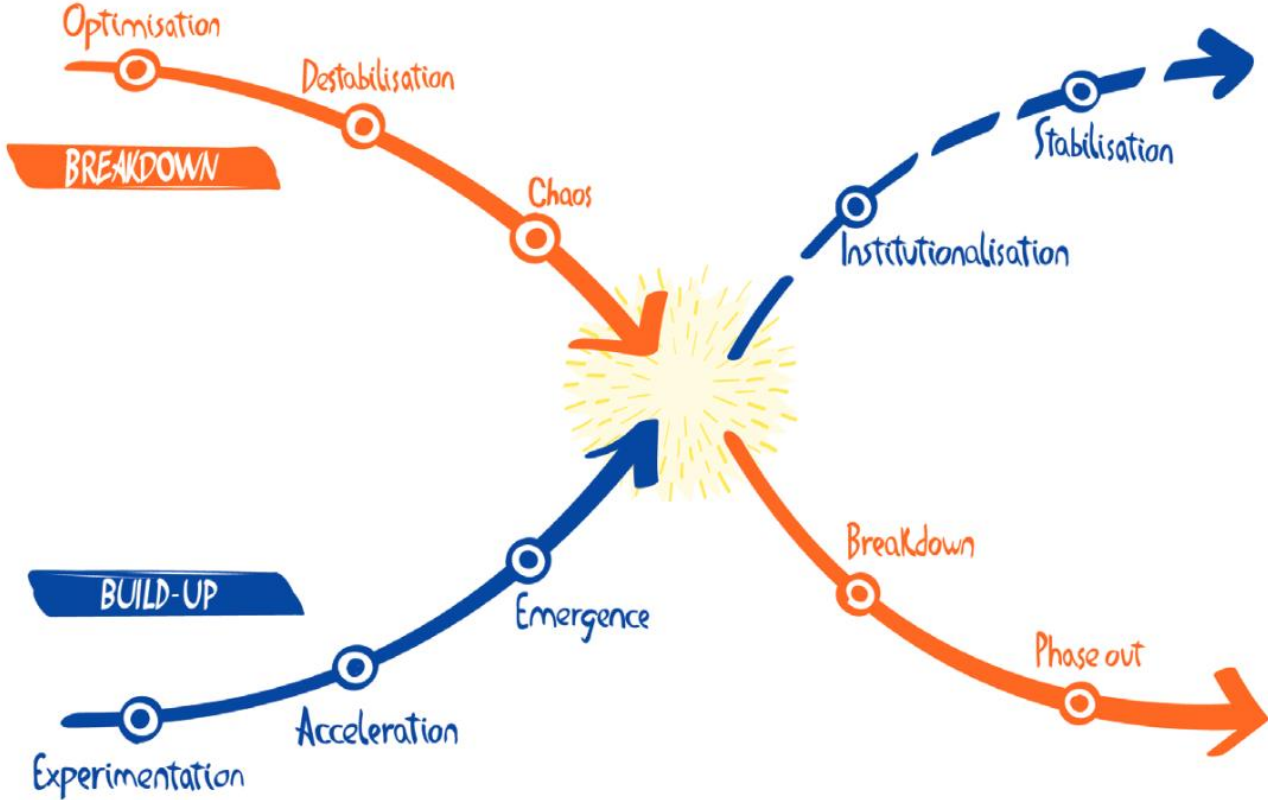 Optimisation
Destabilisation
BREAKDOWN
Chaos
Stabilisation
Institutionalisation
BUILD-UP
Emergence
Acceleration
Experimentation
Breakdown
Phase out